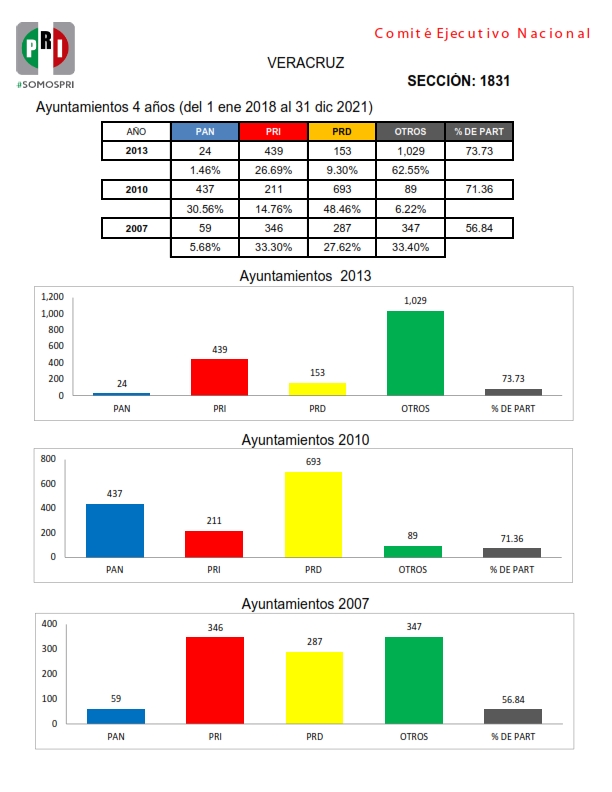 Comité Ejecutivo Nacional
PRI
#SOMOSPRI
VERACRUZ
SECCIÓN: 1831
Ayuntamientos 4 años (del 1 ene 2018 al 31 dic 2021)
AÑO PAN PRI PRD OTROS % DE PART
2013 24 439 153 1,029 73.73
1.46% 26.69% 9.30% 62.55%
2010 437 211 693 89 71.36
30.56% 14.76% 48.46% 6.22%
2007 59 346 287 347 56.84
5.68% 33.30% 27.62% 33.40%
Ayuntamientos 2013
1,200
1,000
800
600
400
200
0
24 439 153 1,029 73.73
PAN PRI PRD OTROS % DE PART
Ayuntamientos 2010
800
600
400
200
0
437 211 693 89 71.36
PAN PRI PRD OTROS % DE PART
Ayuntamientos 2007
400
300
200
100
0
59 346 287 347 56.84
PAN PRI PRD OTROS % DE PART